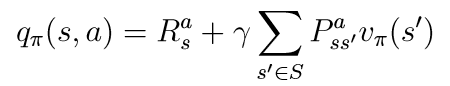 q_π(s, a) = R_s^a + γ ∑_{s'∈S} P_{ss'}^a v_π(s')